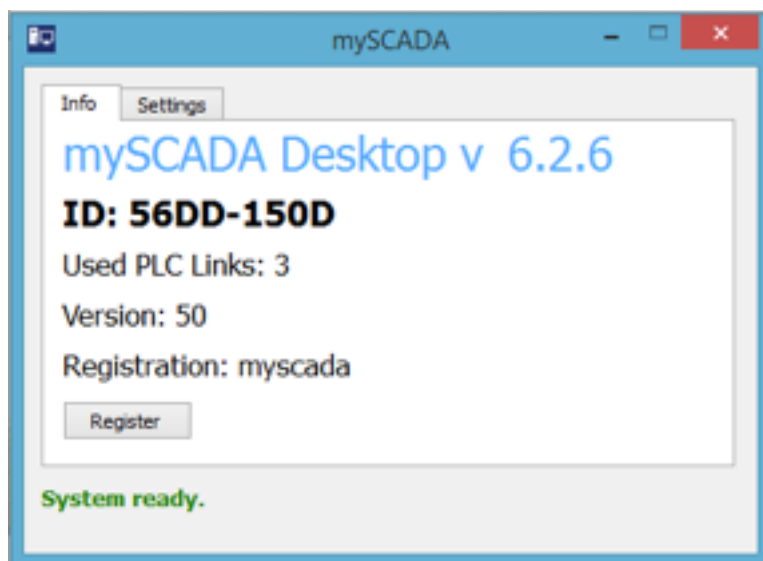 mySCADA
Info Settings
mySCADA Desktop v 6.2.6
ID: 56DD-150D
Used PLC Links: 3
Version: 50
Registration: myscada
Register
System ready.